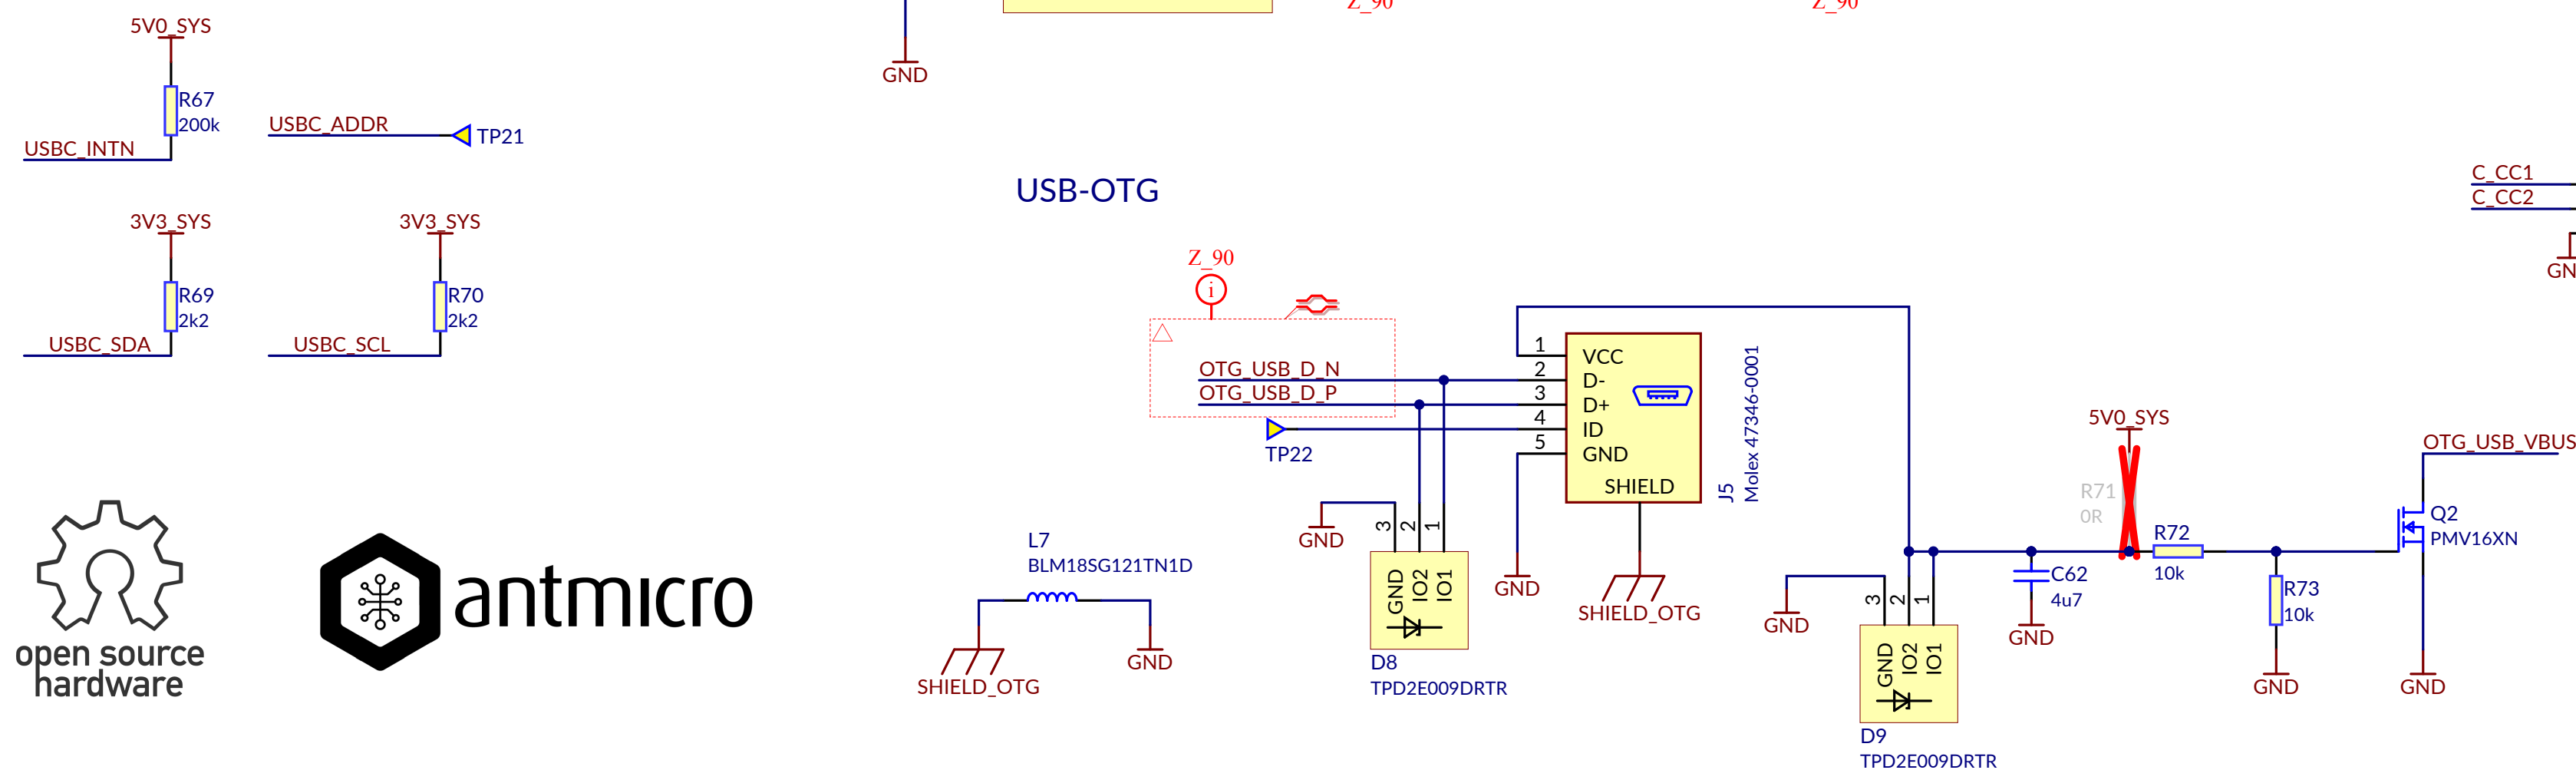 5V0_SYS
R67
200k
USBC_INTN
USBC_ADDR
TP21
3V3_SYS
R69
2k2
USBC_SDA
3V3_SYS
R70
2k2
USBC_SCL
open source
hardware
antmicro
GND
Z_90
Z_90
USB-OTG
Z_90
i
OTG_USB_D_N
OTG_USB_D_P
TP22
1
2
3
4
5
VCC
D-
D+
ID
GND
SHIELD
J5
Molex 47346-0001
GND
3
2
1
GND
IO2
IO1
D8
TPD2E009DRTR
L7
BLM18SG121TN1D
SHIELD_OTG
GND
GND
SHIELD_OTG
GND
3
2
1
GND
IO2
IO1
D9
TPD2E009DRTR
C62
4u7
GND
5V0_SYS
R71
0R
R72
10k
R73
10k
GND
OTG_USB_VBUS
Q2
PMV16XN
GND
C_CC1
C_CC2
GN